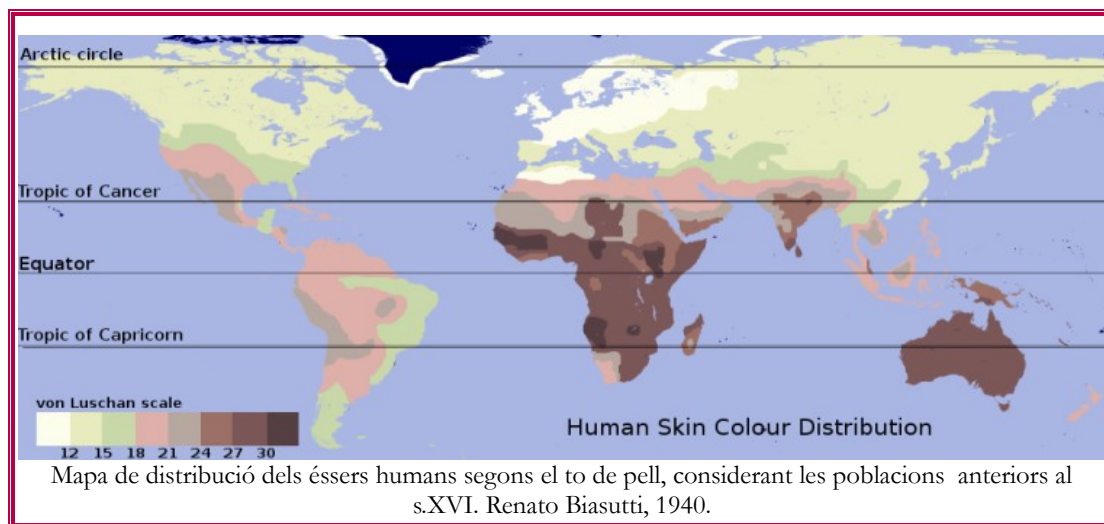 Arctic circle
Tropic of Cancer
Equator
Tropic of Capricorn
von Luschan scale
12 15 18 21 24 27 30
Human Skin Colour Distribution
Mapa de distribució dels éssers humans segons el to de pell, considerant les poblacions anteriors al
s.XVI. Renato Biasutti, 1940.